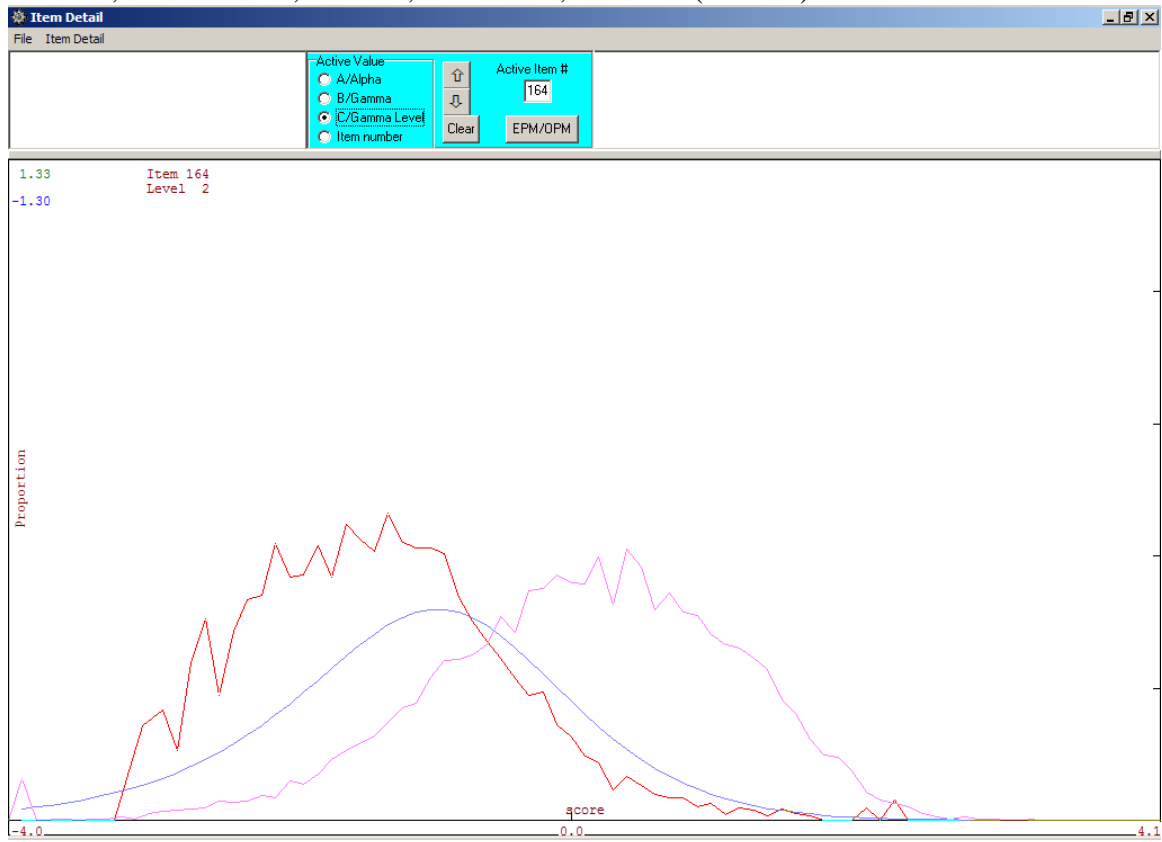 Item Detail
File Item Detail
Active Value
A/Alpha
B/Gamma
C/Gamma Level
Item number
Clear
Active Item #
164
EPM/OPM
1.33
Item 164
-1.30
Level 2
Proportion
score
-4.0
0.0
4.1